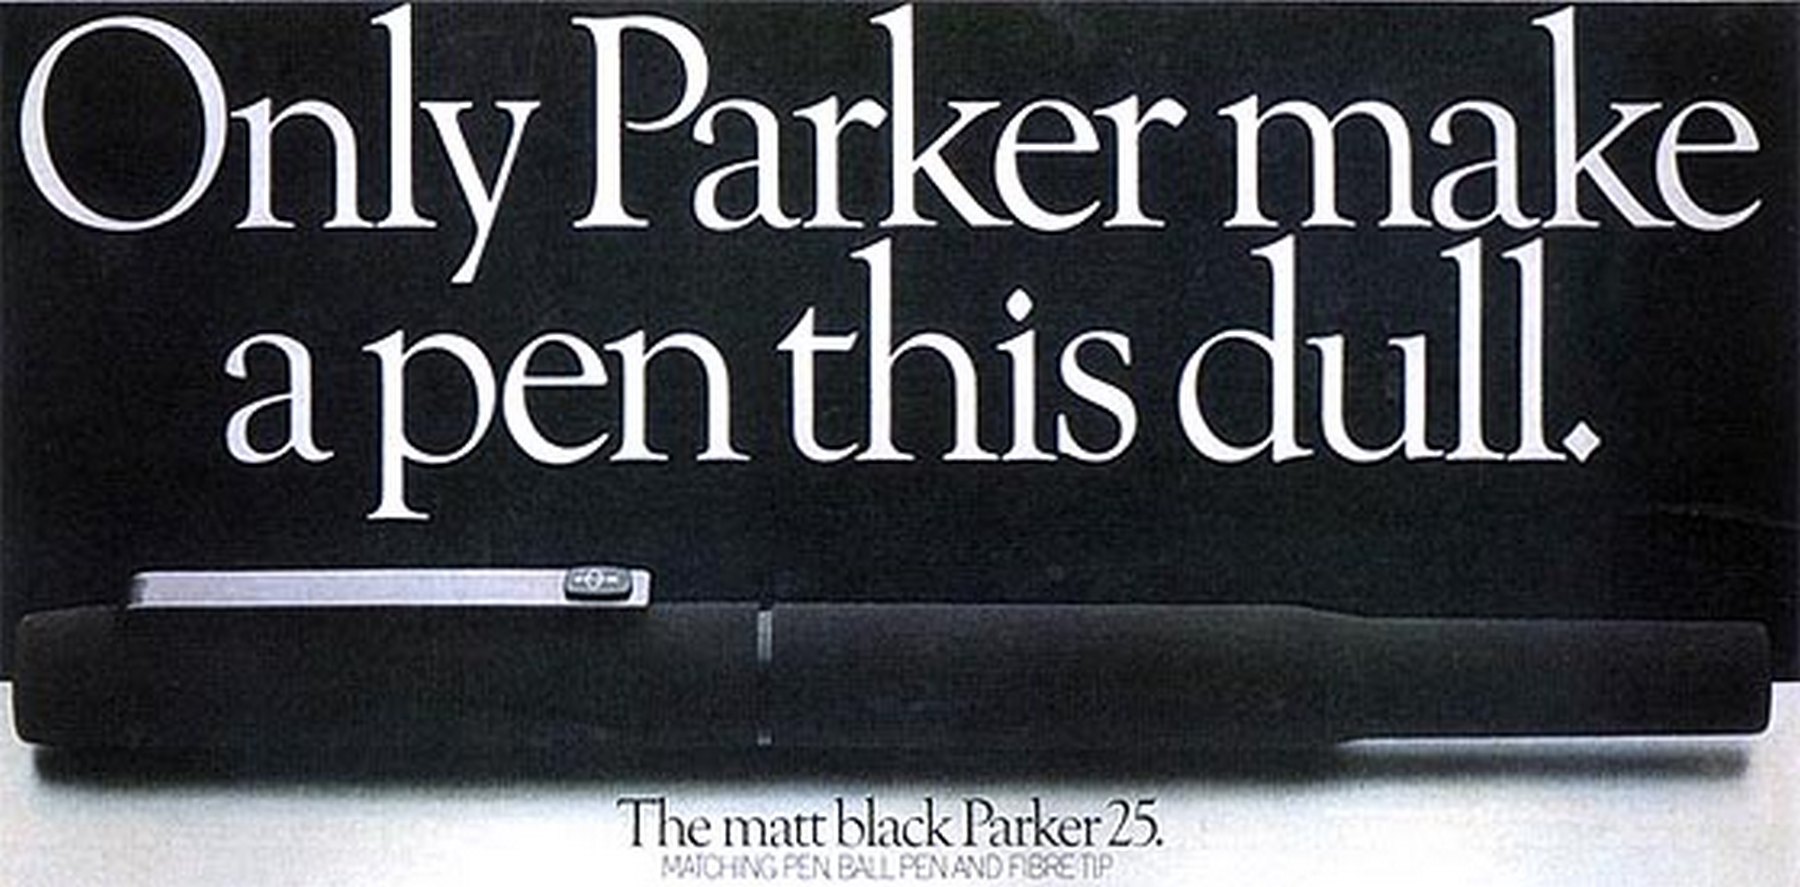 Only Parker make
a pen this dull.
The matt black Parker 25.
MATCHING PEN, BALL PEN AND FIBRE TIP